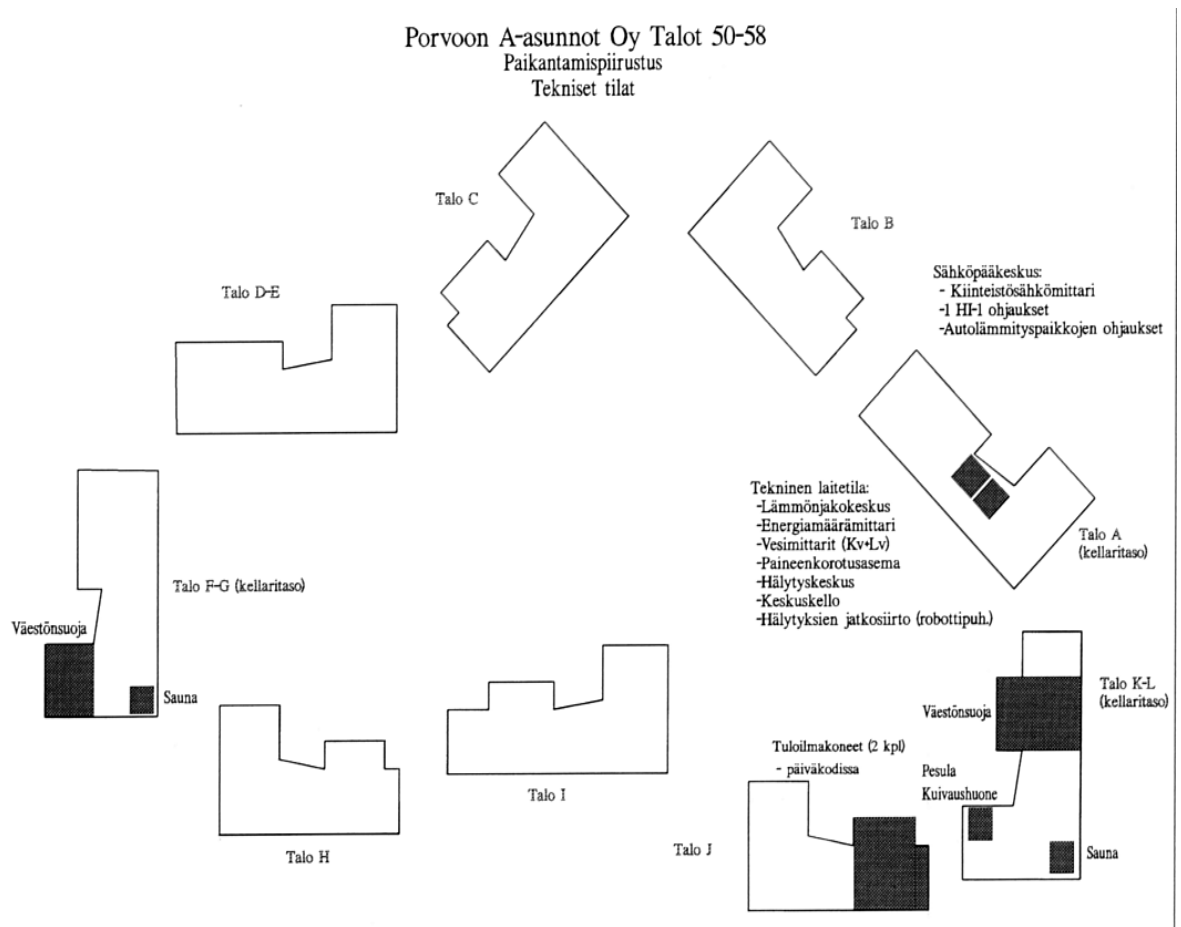 Porvoon A-asunnot Oy Talot 50-58
Paikantamispiirustus
Tekniset tilat
Talo C
Talo B
Sähköpääkeskus:
- Kiinteistösähkömittari
-1 HI-1 ohjaukset
-Autolämmityspaikkojen ohjaukset
Talo D-E
Tekninen laitetila:
-Lämmönjakokeskus
-Energiamäärämittari
-Vesimittarit (Kv+Lv)
-Paineenkorotusasema
-Hälytyskeskus
-Keskuskello
-Hälytyksien jatkosiirto (robottipuh.)
Talo A
(kellaritaso)
Talo F-G (kellaritaso)
Väestönsuoja
Sauna
Talo K-L
(kellaritaso)
Väestönsuoja
Tuloilmakoneet (2 kpl)
- päiväkodissa
Pesula
Kuivaushuone
Talo I
Talo H
Talo J
Sauna